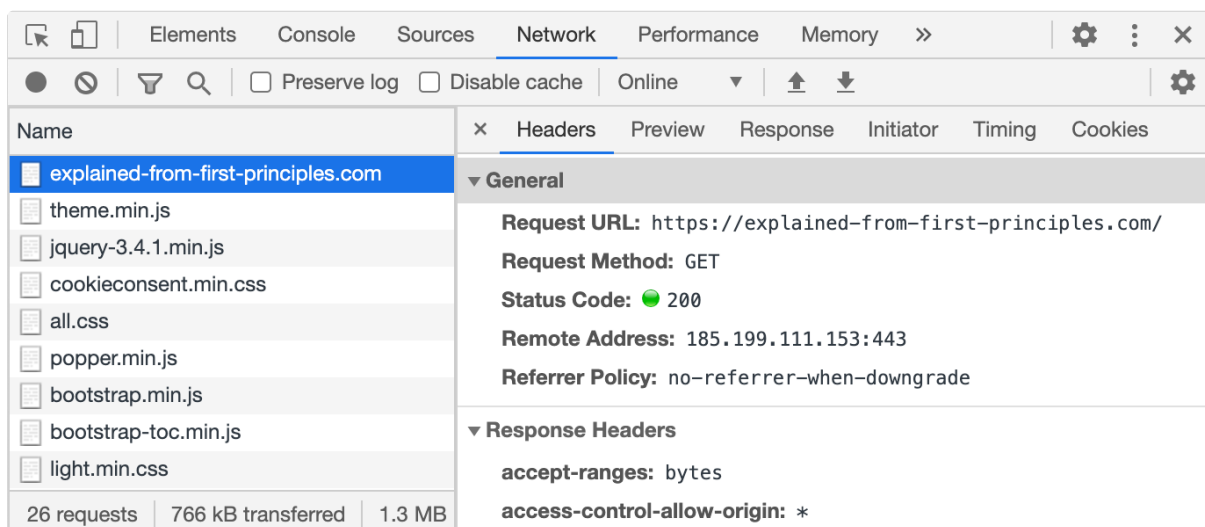 Elements Console Sources Network Performance Memory »
Preserve log Disable cache Online ▼
Name
explained-from-first-principles.com
theme.min.js
jquery-3.4.1.min.js
cookieconsent.min.css
all.css
popper.min.js
bootstrap.min.js
bootstrap-toc.min.js
light.min.css
26 requests 766 kB transferred 1.3 MB
× Headers Preview Response Initiator Timing Cookies
▼ General
Request URL: https://explained-from-first-principles.com/
Request Method: GET
Status Code: 200
Remote Address: 185.199.111.153:443
Referrer Policy: no-referrer-when-downgrade
▼ Response Headers
accept-ranges: bytes
access-control-allow-origin: *